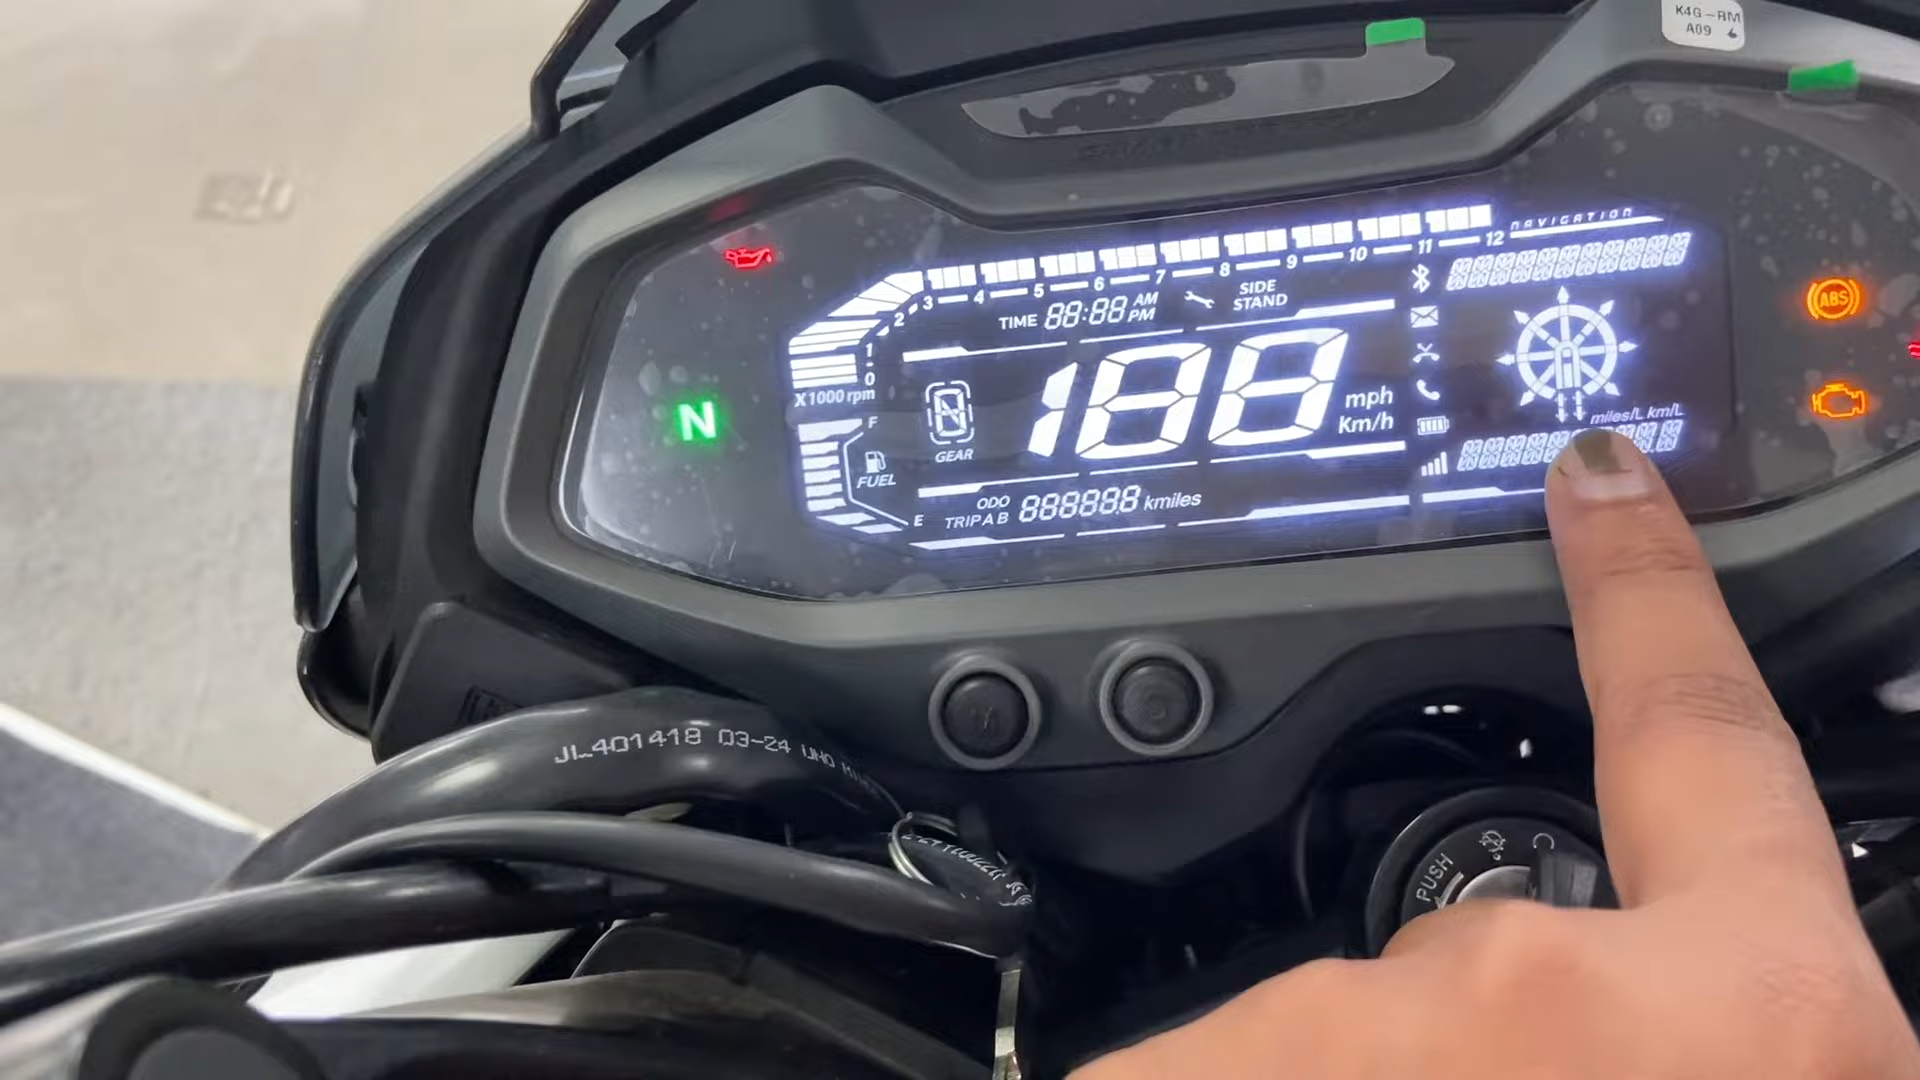 K4G-RM
A09
NAVIGATION
0 1 2 3 4 5 6 7 8 9 10 11 12
X1000 rpm
TIME 88:88 AM PM
SIDE STAND
ABS
N
F
FUEL
E
GEAR
188
mph
Km/h
miles/L km/L
ODO
TRIP A B 888888 kmiles
JL401418 03-24 UNO
PUSH